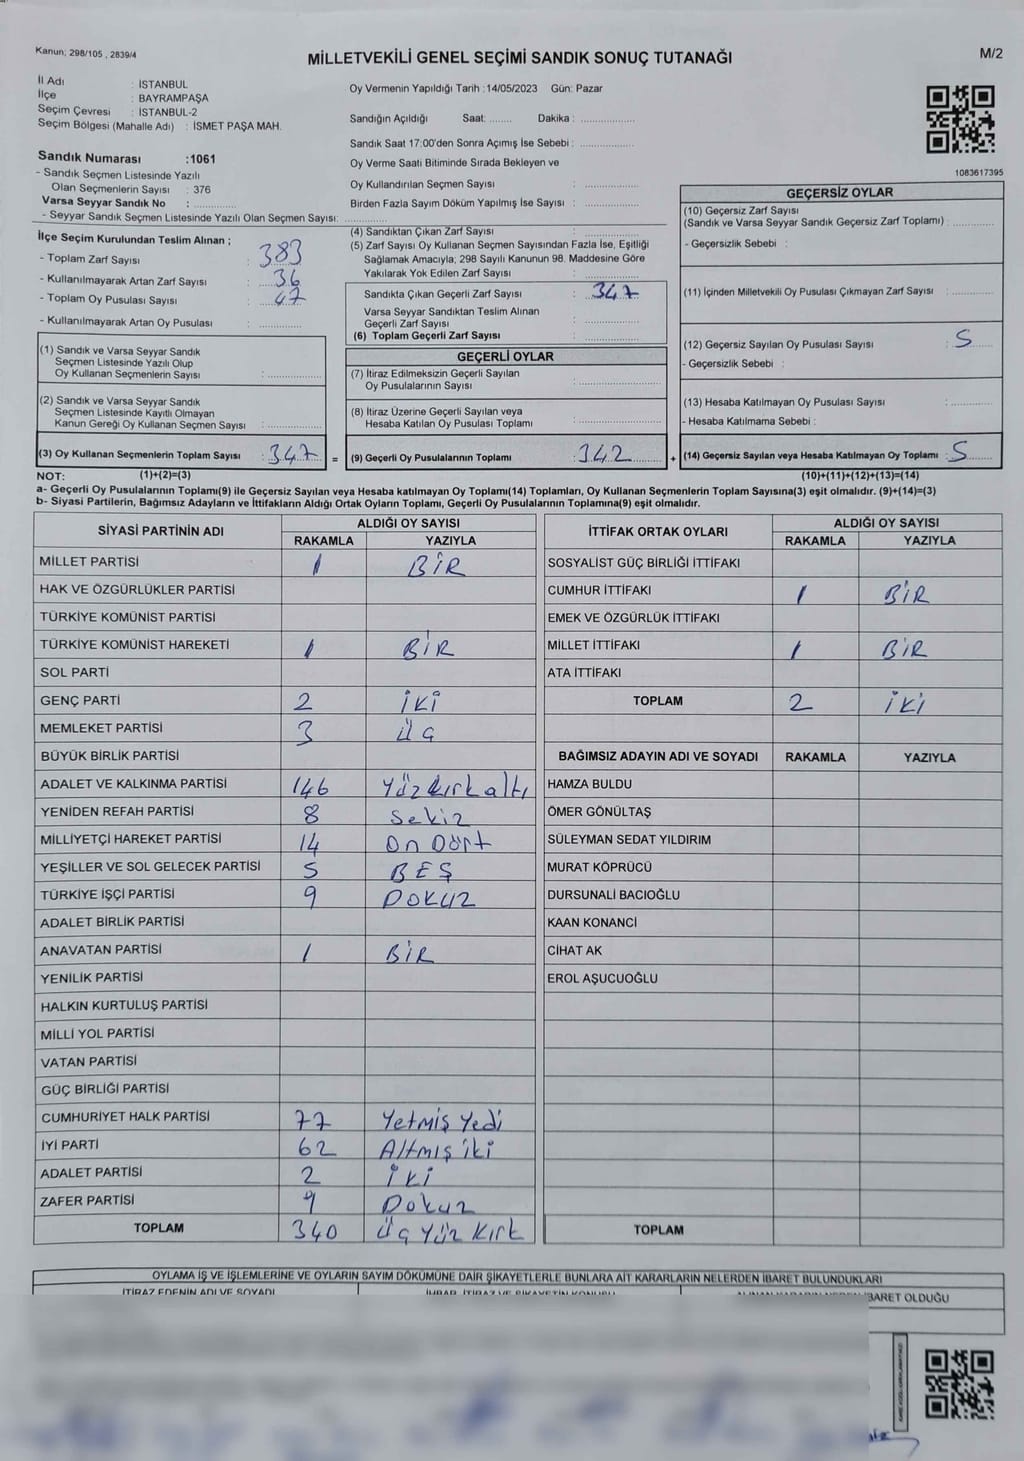 Kanun; 298/105 , 2839/4
MİLLETVEKİLİ GENEL SEÇİMİ SANDIK SONUÇ TUTANAĞI
M/2
İl Adı : İSTANBUL
İlçe : BAYRAMPAŞA
Seçim Çevresi : İSTANBUL-2
Seçim Bölgesi (Mahalle Adı) : İSMET PAŞA MAH.
Sandık Numarası :1061
- Sandık Seçmen Listesinde Yazılı
Olan Seçmenlerin Sayısı : 376
Varsa Seyyar Sandık No : ............
- Seyyar Sandık Seçmen Listesinde Yazılı Olan Seçmen Sayısı: ............
Oy Vermenin Yapıldığı Tarih :14/05/2023 Gün: Pazar
Sandığın Açıldığı Saat: ........ Dakika : ................
Sandık Saat 17:00'den Sonra Açımış İse Sebebi : ................
Oy Verme Saati Bitiminde Sırada Bekleyen ve
Oy Kullandırılan Seçmen Sayısı : ................
Birden Fazla Sayım Döküm Yapılmış İse Sayısı : ................
1083617395
İlçe Seçim Kurulundan Teslim Alınan ;
- Toplam Zarf Sayısı : 383
- Kullanılmayarak Artan Zarf Sayısı : 36
- Toplam Oy Pusulası Sayısı : 47
- Kullanılmayarak Artan Oy Pusulası : ............
(1) Sandık ve Varsa Seyyar Sandık
Seçmen Listesinde Yazılı Olup
Oy Kullanan Seçmenlerin Sayısı : ............
(2) Sandık ve Varsa Seyyar Sandık
Seçmen Listesinde Kayıtlı Olmayan
Kanun Gereği Oy Kullanan Seçmen Sayısı : ............
(3) Oy Kullanan Seçmenlerin Toplam Sayısı : 347 =
(4) Sandıktan Çıkan Zarf Sayısı : ............
(5) Zarf Sayısı Oy Kullanan Seçmen Sayısından Fazla İse, Eşitliği
Sağlamak Amacıyla; 298 Sayılı Kanunun 98. Maddesine Göre
Yakılarak Yok Edilen Zarf Sayısı : ............
Sandıkta Çıkan Geçerli Zarf Sayısı : 347
Varsa Seyyar Sandıktan Teslim Alınan
Geçerli Zarf Sayısı : ............
(6) Toplam Geçerli Zarf Sayısı : ............
GEÇERLİ OYLAR
(7) İtiraz Edilmeksizin Geçerli Sayılan
Oy Pusulalarının Sayısı : ............
(8) İtiraz Üzerine Geçerli Sayılan veya
Hesaba Katılan Oy Pusulası Toplamı : ............
(9) Geçerli Oy Pusulalarının Toplamı : 342 +
GEÇERSİZ OYLAR
(10) Geçersiz Zarf Sayısı
(Sandık ve Varsa Seyyar Sandık Geçersiz Zarf Toplamı) : ............
- Geçersizlik Sebebi :
(11) İçinden Milletvekili Oy Pusulası Çıkmayan Zarf Sayısı : ............
(12) Geçersiz Sayılan Oy Pusulası Sayısı : 5
- Geçersizlik Sebebi :
(13) Hesaba Katılmayan Oy Pusulası Sayısı : ............
- Hesaba Katılmama Sebebi :
(14) Geçersiz Sayılan veya Hesaba Katılmayan Oy Toplamı : 5
NOT: (1)+(2)=(3) (10)+(11)+(12)+(13)=(14)
a- Geçerli Oy Pusulalarının Toplamı(9) ile Geçersiz Sayılan veya Hesaba katılmayan Oy Toplamı(14) Toplamları, Oy Kullanan Seçmenlerin Toplam Sayısına(3) eşit olmalıdır. (9)+(14)=(3)
b- Siyasi Partilerin, Bağımsız Adayların ve İttifakların Aldığı Ortak Oyların Toplamı, Geçerli Oy Pusulalarının Toplamına(9) eşit olmalıdır.
SİYASİ PARTİNİN ADI ALDIĞI OY SAYISI
RAKAMLA YAZIYLA
MİLLET PARTİSİ 1 BİR
HAK VE ÖZGÜRLÜKLER PARTİSİ
TÜRKİYE KOMÜNİST PARTİSİ
TÜRKİYE KOMÜNİST HAREKETİ 1 BİR
SOL PARTİ
GENÇ PARTİ 2 İKİ
MEMLEKET PARTİSİ 3 ÜÇ
BÜYÜK BİRLİK PARTİSİ
ADALET VE KALKINMA PARTİSİ 146 Yüzkırkaltı
YENİDEN REFAH PARTİSİ 8 Sekiz
MİLLİYETÇİ HAREKET PARTİSİ 14 On Dört
YEŞİLLER VE SOL GELECEK PARTİSİ 5 BEŞ
TÜRKİYE İŞÇİ PARTİSİ 9 DOKUZ
ADALET BİRLİK PARTİSİ
ANAVATAN PARTİSİ 1 BİR
YENİLİK PARTİSİ
HALKIN KURTULUŞ PARTİSİ
MİLLİ YOL PARTİSİ
VATAN PARTİSİ
GÜÇ BİRLİĞİ PARTİSİ
CUMHURİYET HALK PARTİSİ 77 Yetmiş Yedi
İYİ PARTİ 62 Altmış iki
ADALET PARTİSİ 2 İki
ZAFER PARTİSİ 9 Dokuz
TOPLAM 340 Üç Yüz Kırk
İTTİFAK ORTAK OYLARI ALDIĞI OY SAYISI
RAKAMLA YAZIYLA
SOSYALİST GÜÇ BİRLİĞİ İTTİFAKI
CUMHUR İTTİFAKI 1 BİR
EMEK VE ÖZGÜRLÜK İTTİFAKI
MİLLET İTTİFAKI 1 BİR
ATA İTTİFAKI
TOPLAM 2 İKİ
BAĞIMSIZ ADAYIN ADI VE SOYADI RAKAMLA YAZIYLA
HAMZA BULDU
ÖMER GÖNÜLTAŞ
SÜLEYMAN SEDAT YILDIRIM
MURAT KÖPRÜCÜ
DURSUNALİ BACIOĞLU
KAAN KONANCİ
CİHAT AK
EROL AŞUCUOĞLU
TOPLAM
OYLAMA İŞ VE İŞLEMLERİNE VE OYLARIN SAYIM DÖKÜMÜNE DAİR ŞİKAYETLERLE BUNLARA AİT KARARLARIN NELERDEN İBARET BULUNDUKLARI
İTİRAZ EDENİN ADI VE SOYADI
BARET OLDUĞU